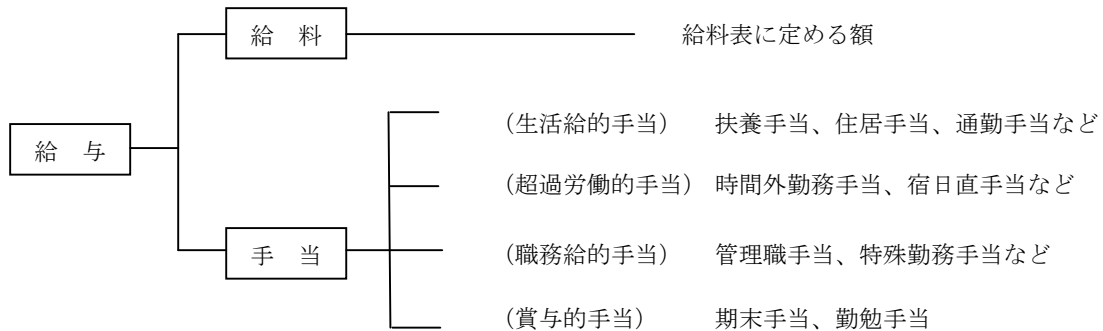 給 料 給料表に定める額
給 与
(生活給的手当) 扶養手当、住居手当、通勤手当など
(超過労働的手当) 時間外勤務手当、宿日直手当など
手 当 (職務給的手当) 管理職手当、特殊勤務手当など
(賞与的手当) 期末手当、勤勉手当